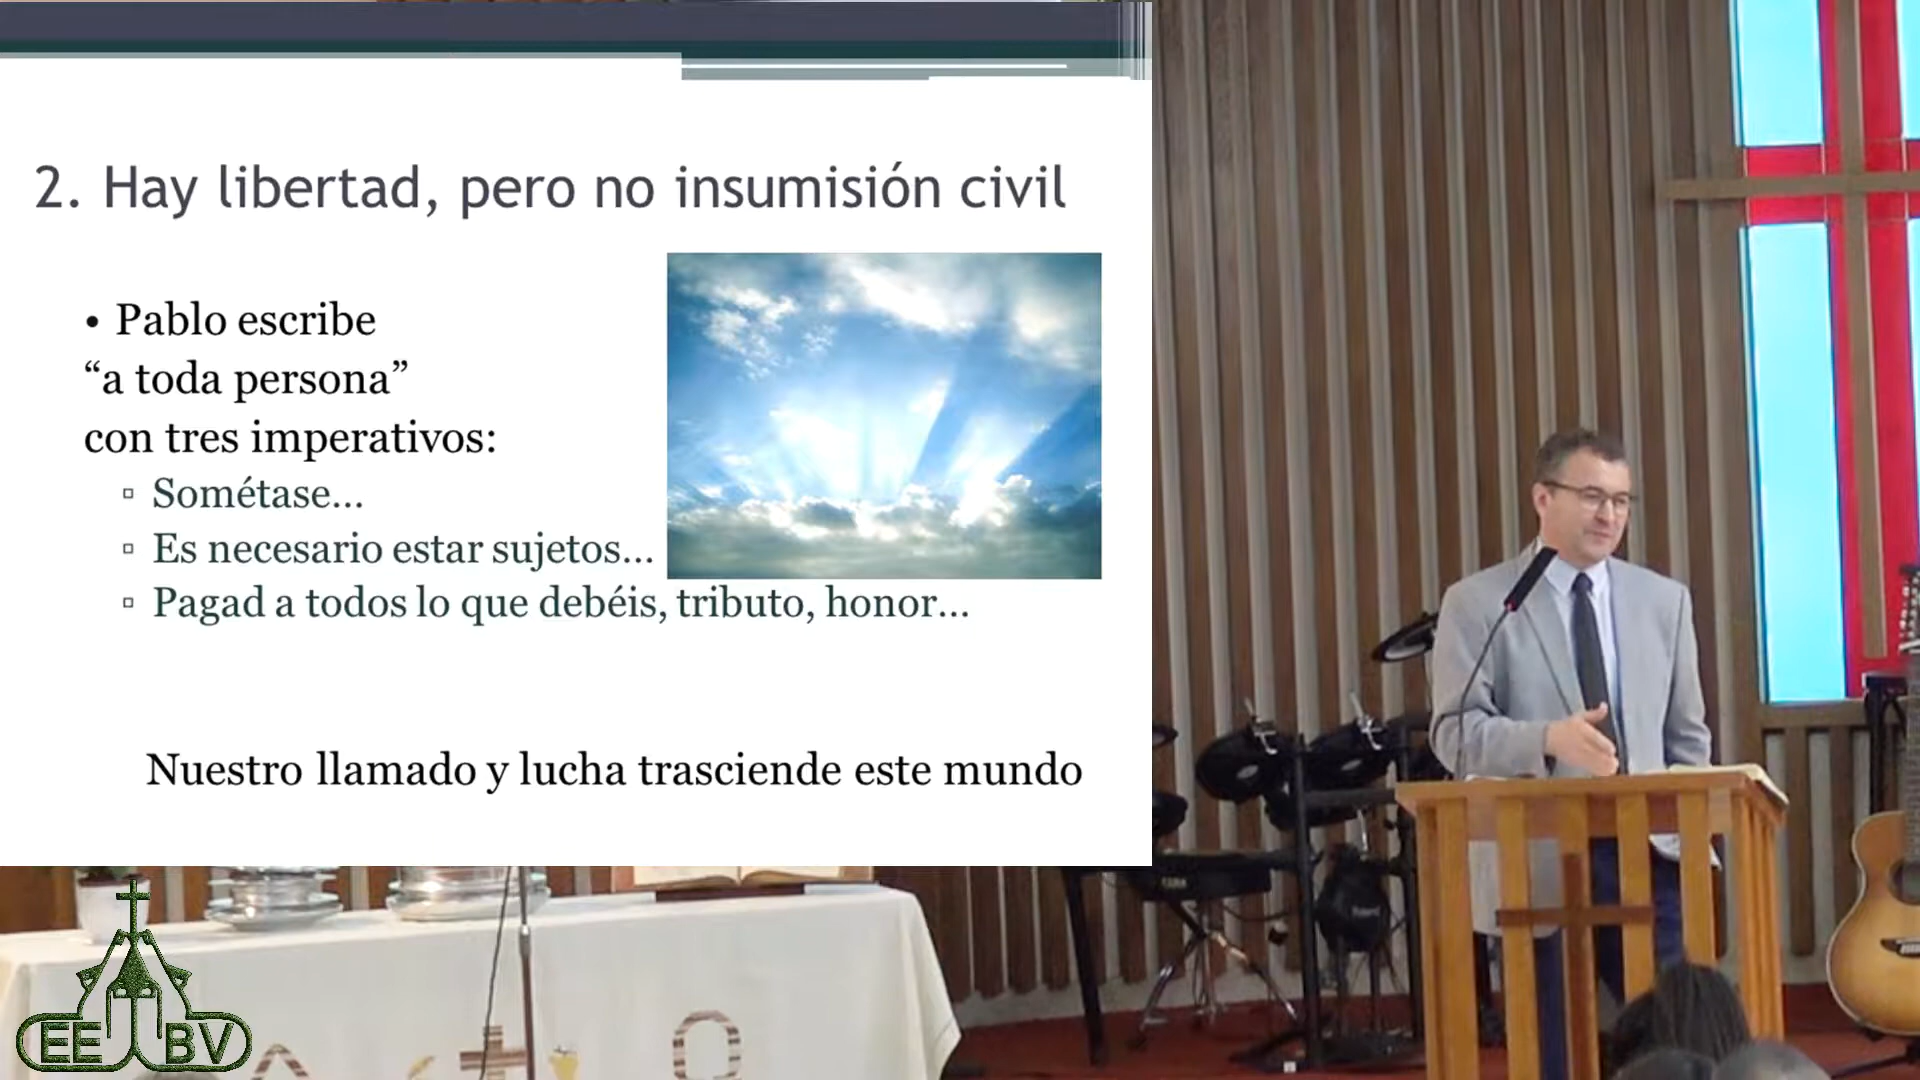 2. Hay libertad, pero no insumisión civil
• Pablo escribe
“a toda persona”
con tres imperativos:
▫ Sométase...
▫ Es necesario estar sujetos...
▫ Pagad a todos lo que debéis, tributo, honor...
Nuestro llamado y lucha trasciende este mundo
EE BV